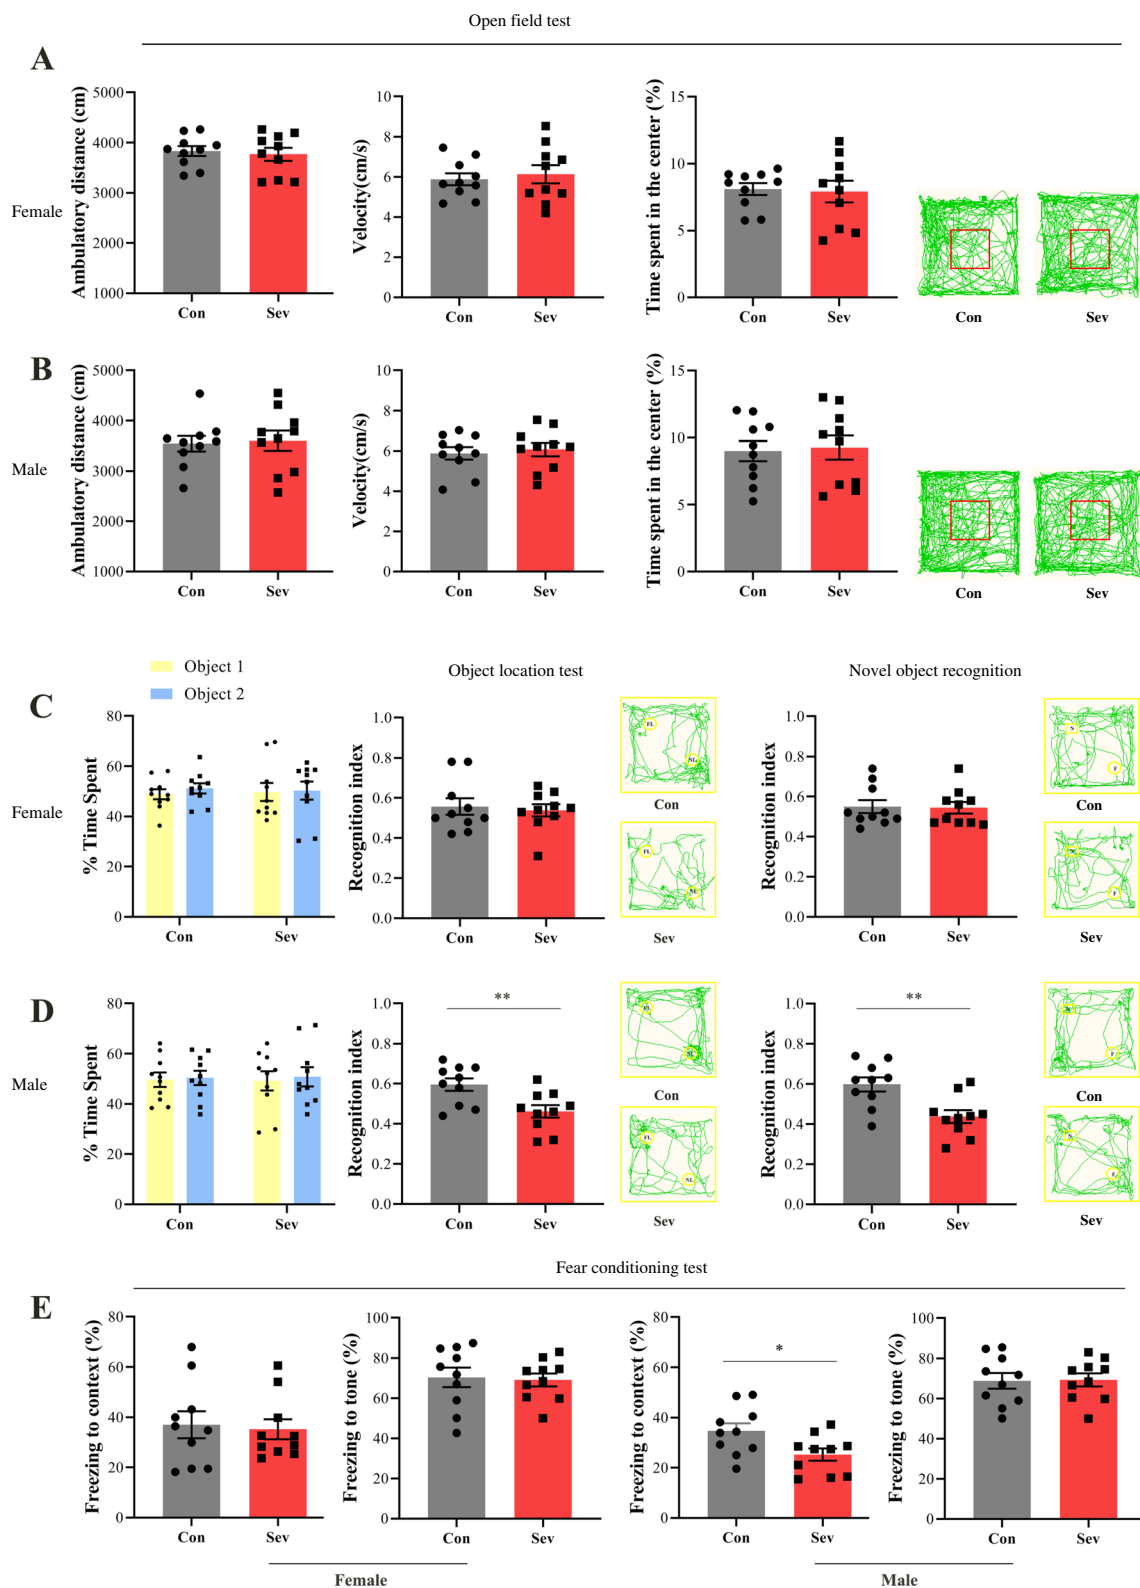 Open field test
A
Female
Ambulatory distance (cm)
5000
4000
3000
2000
1000
Con Sev
Velocity(cm/s)
10
8
6
4
2
0
Con Sev
Time spent in the center (%)
15
10
5
0
Con Sev
Con Sev
B
Male
Ambulatory distance (cm)
5000
4000
3000
2000
1000
Con Sev
Velocity(cm/s)
10
8
6
4
2
0
Con Sev
Time spent in the center (%)
15
10
5
0
Con Sev
Con Sev
Object 1
Object 2
Object location test
Novel object recognition
C
Female
% Time Spent
80
60
40
20
0
Con Sev
Recognition index
1.0
0.8
0.6
0.4
0.2
0.0
Con Sev
FL
NL
Con
FL
NL
Sev
Recognition index
1.0
0.8
0.6
0.4
0.2
0.0
Con Sev
N
F
Con
F
Sev
D
Male
% Time Spent
80
60
40
20
0
Con Sev
Recognition index
1.0
0.8
0.6
0.4
0.2
0.0
**
Con Sev
FL
NL
Con
FL
NL
Sev
Recognition index
1.0
0.8
0.6
0.4
0.2
0.0
**
Con Sev
F
Con
F
Sev
Fear conditioning test
E
Freezing to context (%)
80
60
40
20
0
Con Sev
Freezing to tone (%)
100
80
60
40
20
0
Con Sev
Female
Freezing to context (%)
80
60
40
20
0
*
Con Sev
Freezing to tone (%)
100
80
60
40
20
0
Con Sev
Male